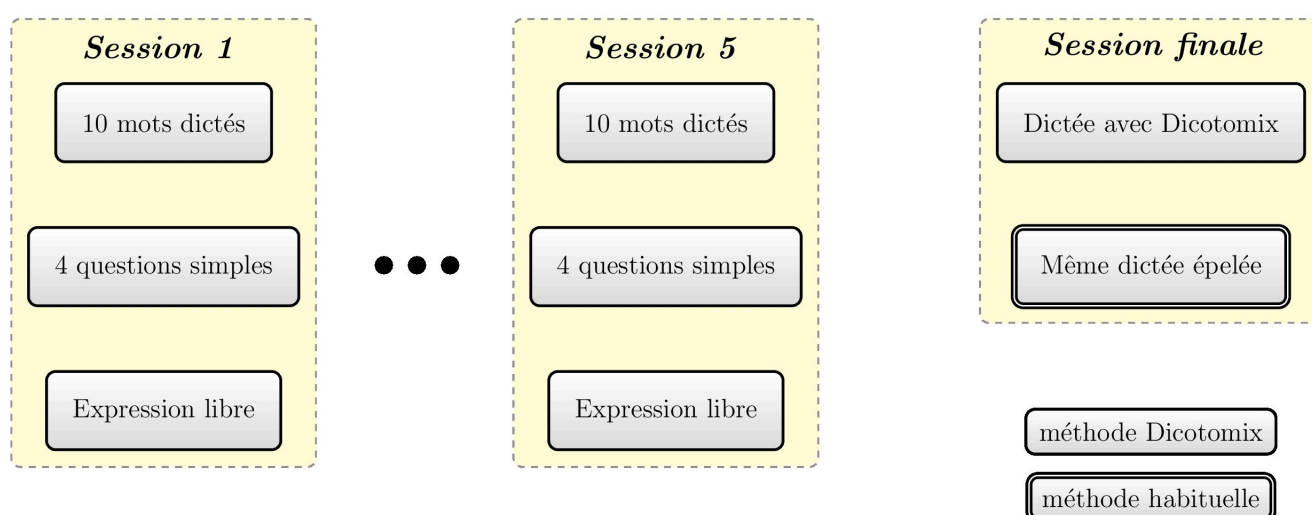 Session 1
10 mots dictés
4 questions simples
Expression libre
Session 5
10 mots dictés
4 questions simples
Expression libre
Session finale
Dictée avec Dicotomix
Même dictée épelée
méthode Dicotomix
méthode habituelle